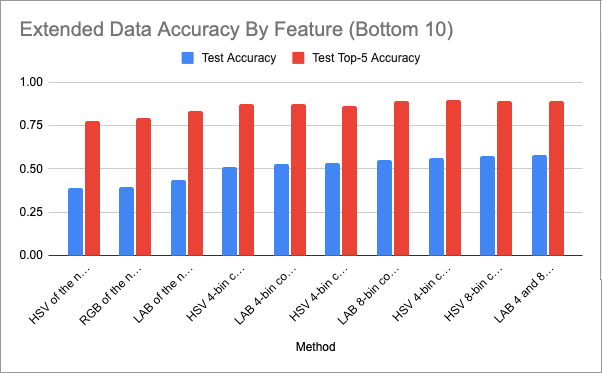 Extended Data Accuracy By Feature (Bottom 10)
Test Accuracy
Test Top-5 Accuracy
1.00
0.75
0.50
0.25
0.00
HSV of the n…
RGB of the n…
LAB of the n…
HSV 4-bin c…
LAB 4-bin co…
HSV 4-bin c…
LAB 8-bin co…
HSV 4-bin c…
HSV 8-bin c…
LAB 4 and 8…
Method